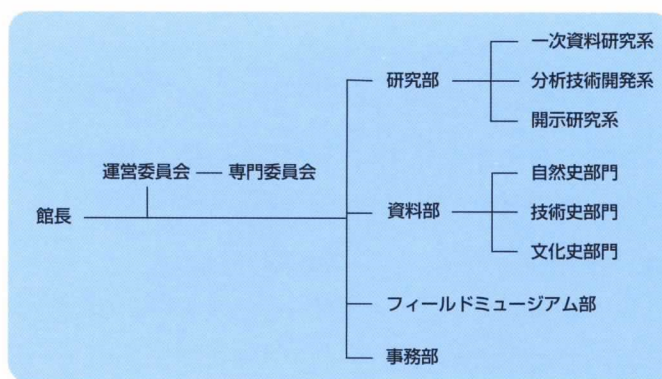 館長
運営委員会
専門委員会
研究部
一次資料研究系
分析技術開発系
開示研究系
資料部
自然史部門
技術史部門
文化史部門
フィールドミュージアム部
事務部